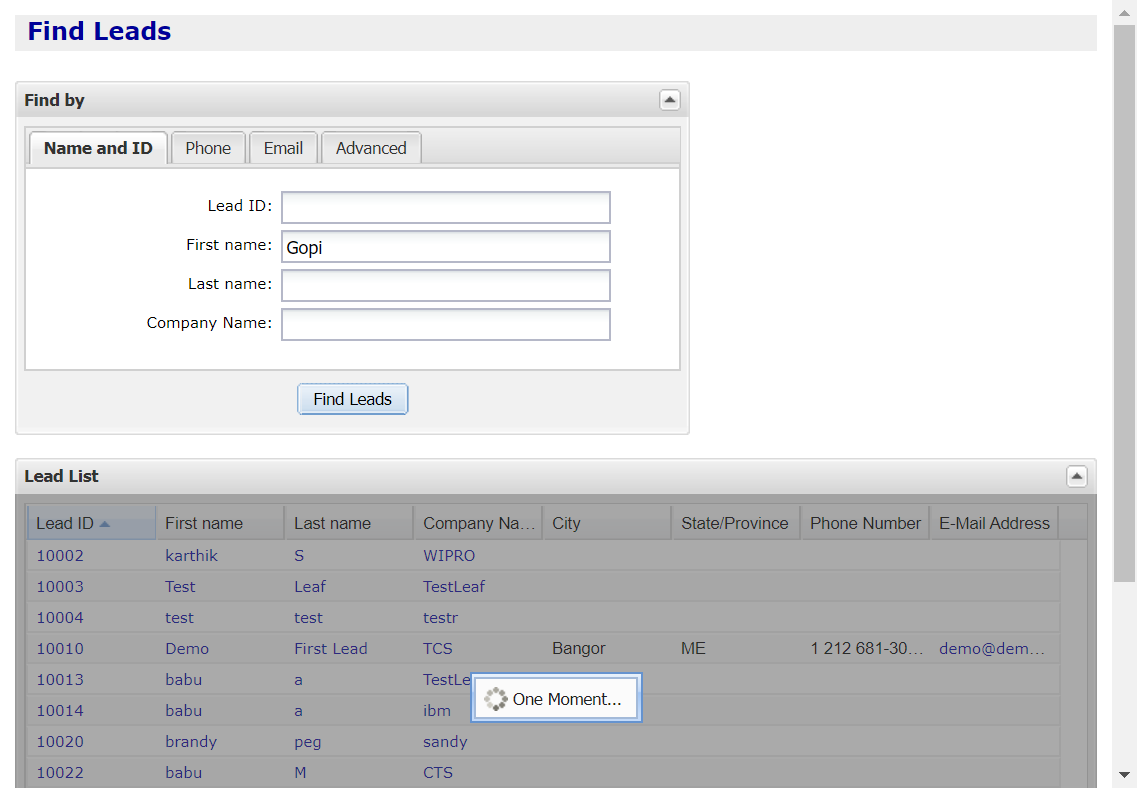 Find Leads
Find by
Name and ID Phone Email Advanced
Lead ID:
First name: Gopi
Last name:
Company Name:
Find Leads
Lead List
Lead ID First name Last name Company Na... City State/Province Phone Number E-Mail Address
10002 karthik S WIPRO
10003 Test Leaf TestLeaf
10004 test test testr
10010 Demo First Lead TCS Bangor ME 1 212 681-30... demo@dem...
10013 babu a TestLe
One Moment...
10014 babu a ibm
10020 brandy peg sandy
10022 babu M CTS